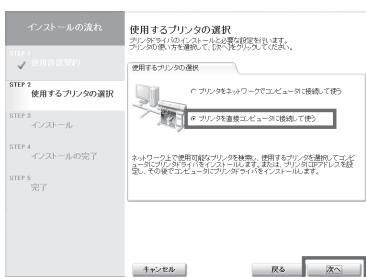 インストールの流れ
STEP 1
使用許諾契約
STEP 2
使用するプリンタの選択
STEP 3
インストール
STEP 4
インストールの完了
STEP 5
完了
使用するプリンタの選択
プリンタドライバのインストールと必要な設定を行います。
プリンタの使い方を選択して、[次へ]をクリックしてください。
使用するプリンタの選択
プリンタをネットワークでコンピュータに接続して使う
プリンタを直接コンピュータに接続して使う
ネットワーク上で使用可能なプリンタを検索し、使用するプリンタを選択してコンピ
ュータにプリンタドライバをインストールします。または、プリンタにIPアドレスを設
定し、その後でコンピュータにプリンタドライバをインストールします。
キャンセル
戻る
次へ